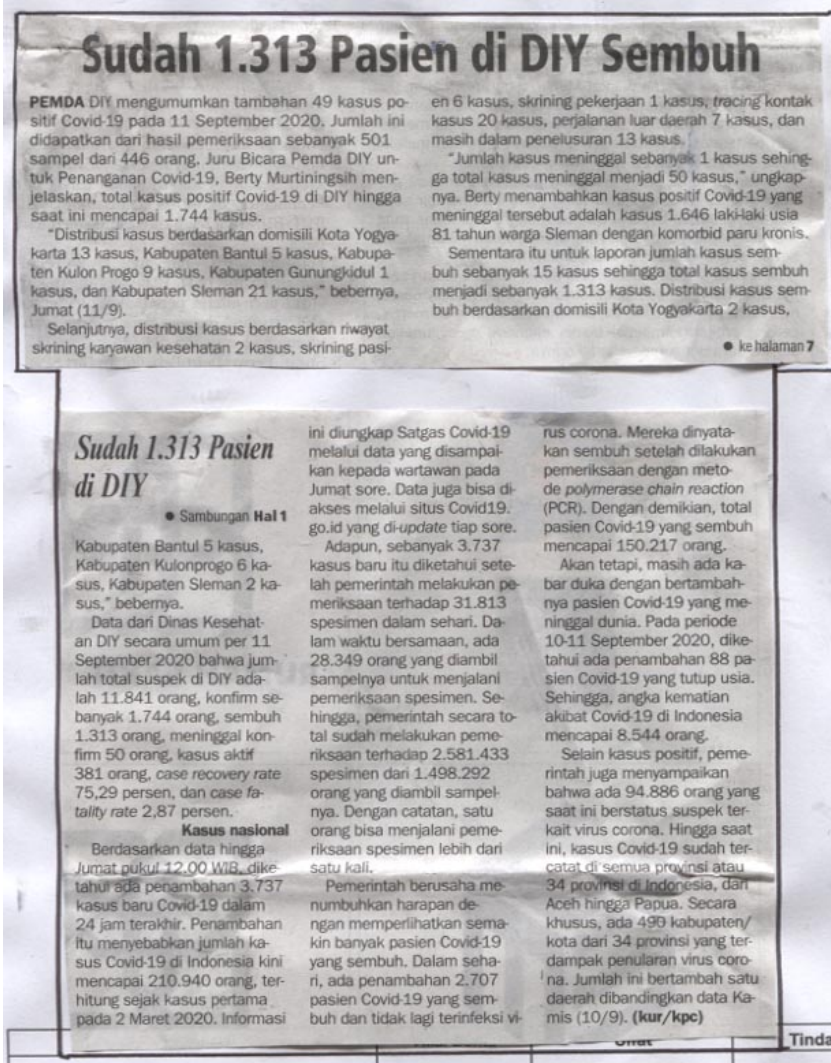 Sudah 1.313 Pasien di DIY Sembuh
PEMDA DIY mengumumkan tambahan 49 kasus po-
sitif Covid-19 pada 11 September 2020. Jumlah ini
didapatkan dari hasil pemeriksaan sebanyak 501
sampel dari 446 orang. Juru Bicara Pemda DIY un-
tuk Penanganan Covid-19, Berty Murtiningsih men-
jelaskan, total kasus positif Covid-19 di DIY hingga
saat ini mencapai 1.744 kasus.
"Distribusi kasus berdasarkan domisili Kota Yogya-
karta 13 kasus, Kabupaten Bantul 5 kasus, Kabupa-
ten Kulon Progo 9 kasus, Kabupaten Gunungkidul 1
kasus, dan Kabupaten Sleman 21 kasus," bebernya,
Jumat (11/9).
Selanjutnya, distribusi kasus berdasarkan riwayat
skrining karyawan kesehatan 2 kasus, skrining pasi-
en 6 kasus, skrining pekerjaan 1 kasus, tracing kontak
kasus 20 kasus, perjalanan luar daerah 7 kasus, dan
masih dalam penelusuran 13 kasus.
"Jumlah kasus meninggal sebanyak 1 kasus sehing-
ga total kasus meninggal menjadi 50 kasus," ungkap-
nya. Berty menambahkan kasus positif Covid-19 yang
meninggal tersebut adalah kasus 1.646 laki-laki usia
81 tahun warga Sleman dengan komorbid paru kronis.
Sementara itu untuk laporan jumlah kasus sem-
buh sebanyak 15 kasus sehingga total kasus sembuh
menjadi sebanyak 1.313 kasus. Distribusi kasus sem-
buh berdasarkan domisili Kota Yogyakarta 2 kasus,
● ke halaman 7
Sudah 1.313 Pasien
di DIY
● Sambungan Hal 1
Kabupaten Bantul 5 kasus,
Kabupaten Kulonprogo 6 ka-
sus, Kabupaten Sleman 2 ka-
sus," bebernya.
Data dari Dinas Kesehat-
an DIY secara umum per 11
September 2020 bahwa jum-
lah total suspek di DIY ada-
lah 11.841 orang, konfirm se-
banyak 1.744 orang, sembuh
1.313 orang, meninggal kon-
firm 50 orang, kasus aktif
381 orang, case recovery rate
75,29 persen, dan case fa-
tality rate 2,87 persen.
Kasus nasional
Berdasarkan data hingga
Jumat pukul 12.00 WIB, dike-
tahui ada penambahan 3.737
kasus baru Covid-19 dalam
24 jam terakhir. Penambahan
itu menyebabkan jumlah ka-
sus Covid-19 di Indonesia kini
mencapai 210.940 orang, ter-
hitung sejak kasus pertama
pada 2 Maret 2020. Informasi
ini diungkap Satgas Covid-19
melalui data yang disampai-
kan kepada wartawan pada
Jumat sore. Data juga bisa di-
akses melalui situs Covid19.
go.id yang di-update tiap sore.
Adapun, sebanyak 3.737
kasus baru itu diketahui sete-
lah pemerintah melakukan pe-
meriksaan terhadap 31.813
spesimen dalam sehari. Da-
lam waktu bersamaan, ada
28.349 orang yang diambil
sampelnya untuk menjalani
pemeriksaan spesimen. Se-
hingga, pemerintah secara to-
tal sudah melakukan peme-
riksaan terhadap 2.581.433
spesimen dari 1.498.292
orang yang diambil sampel-
nya. Dengan catatan, satu
orang bisa menjalani peme-
riksaan spesimen lebih dari
satu kali.
Pemerintah berusaha me-
numbuhkan harapan de-
ngan memperlihatkan sema-
kin banyak pasien Covid-19
yang sembuh. Dalam seha-
ri, ada penambahan 2.707
pasien Covid-19 yang sem-
buh dan tidak lagi terinfeksi vi-
rus corona. Mereka dinyata-
kan sembuh setelah dilakukan
pemeriksaan dengan meto-
de polymerase chain reaction
(PCR). Dengan demikian, total
pasien Covid-19 yang sembuh
mencapai 150.217 orang.
Akan tetapi, masih ada ka-
bar duka dengan bertambah-
nya pasien Covid-19 yang me-
ninggal dunia. Pada periode
10-11 September 2020, dike-
tahui ada penambahan 88 pa-
sien Covid-19 yang tutup usia.
Sehingga, angka kematian
akibat Covid-19 di Indonesia
mencapai 8.544 orang.
Selain kasus positif, peme-
rintah juga menyampaikan
bahwa ada 94.886 orang yang
saat ini berstatus suspek ter-
kait virus corona. Hingga saat
ini, kasus Covid-19 sudah ter-
catat di semua provinsi atau
34 provinsi di Indonesia, dari
Aceh hingga Papua. Secara
khusus, ada 490 kabupaten/
kota dari 34 provinsi yang ter-
dampak penularan virus coro-
na. Jumlah ini bertambah satu
daerah dibandingkan data Ka-
mis (10/9). (kur/kpc)
Tinda